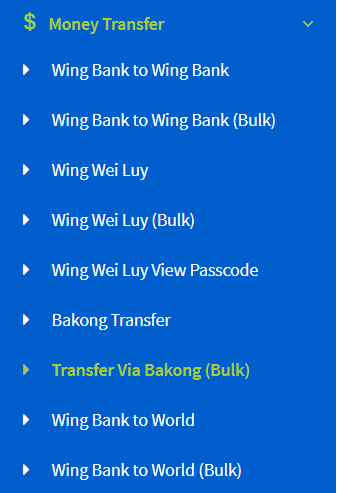 $ Money Transfer
Wing Bank to Wing Bank
Wing Bank to Wing Bank (Bulk)
Wing Wei Luy
Wing Wei Luy (Bulk)
Wing Wei Luy View Passcode
Bakong Transfer
Transfer Via Bakong (Bulk)
Wing Bank to World
Wing Bank to World (Bulk)